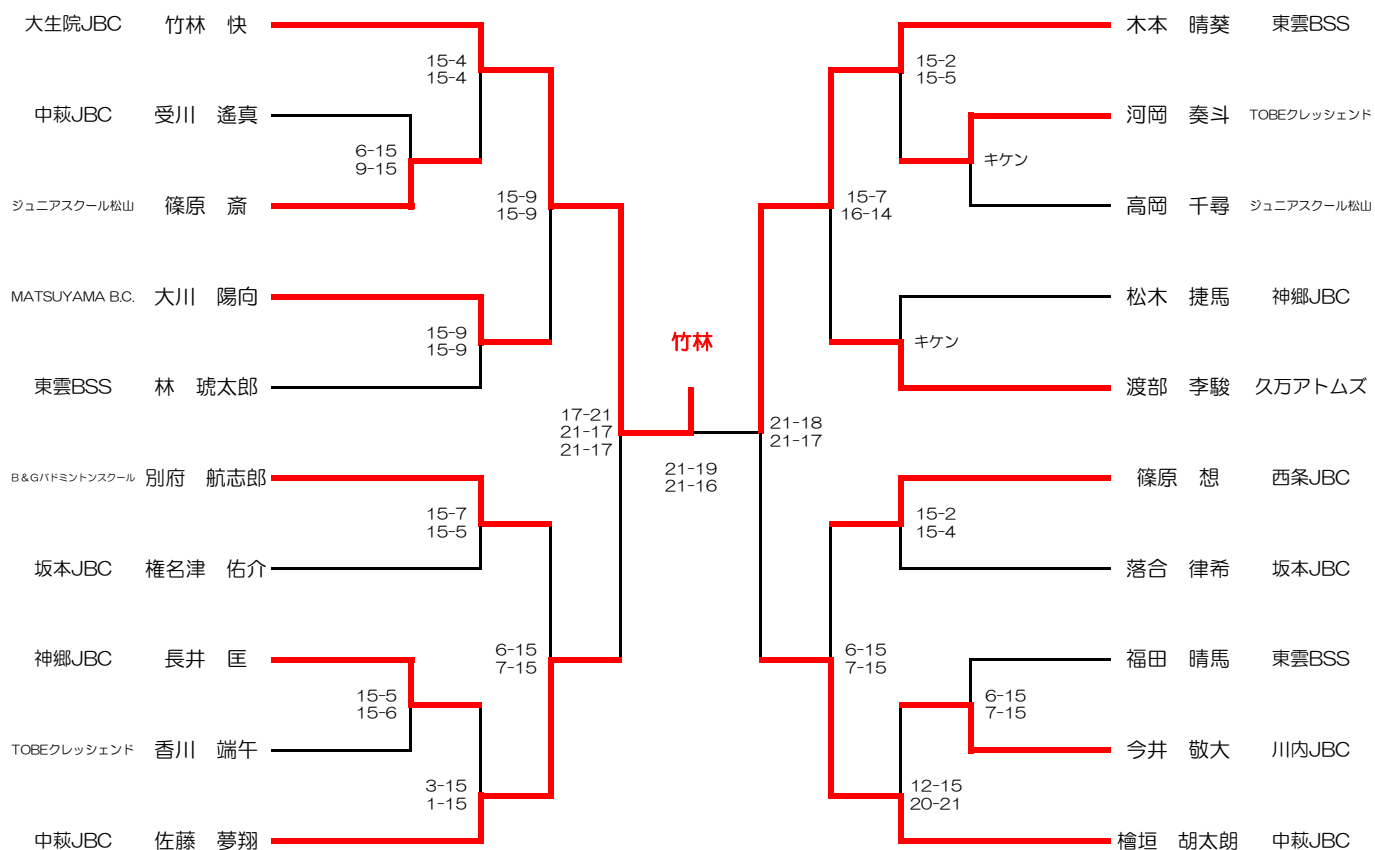 大生院JBC 竹林 快
15-4
15-4
中萩JBC 受川 遙真
6-15
9-15
ジュニアスクール松山 篠原 斎
15-9
15-9
MATSUYAMA B.C. 大川 陽向
15-9
15-9
東雲BSS 林 琥太郎
17-21
21-17
21-17
B&Gバドミントンスクール 別府 航志郎
15-7
15-5
坂本JBC 権名津 佑介
6-15
7-15
神郷JBC 長井 匡
15-5
15-6
TOBEクレッシェンド 香川 端午
3-15
1-15
中萩JBC 佐藤 夢翔
竹林
21-19
21-16
木本 晴葵 東雲BSS
15-2
15-5
河岡 奏斗 TOBEクレッシェンド
キケン
高岡 千尋 ジュニアスクール松山
15-7
16-14
松木 捷馬 神郷JBC
キケン
渡部 李駿 久万アトムズ
21-18
21-17
篠原 想 西条JBC
15-2
15-4
落合 律希 坂本JBC
6-15
7-15
福田 晴馬 東雲BSS
6-15
7-15
今井 敬大 川内JBC
12-15
20-21
檜垣 胡太朗 中萩JBC